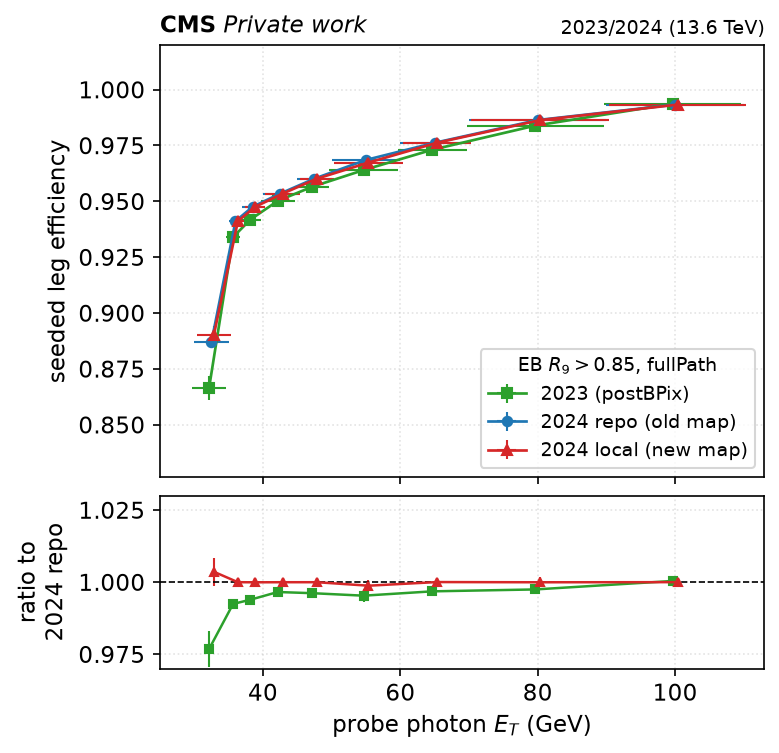 CMS Private work
2023/2024 (13.6 TeV)
seeded leg efficiency
1.000
0.975
0.950
0.925
0.900
0.875
0.850
EB R₉ > 0.85, fullPath
2023 (postBPix)
2024 repo (old map)
2024 local (new map)
ratio to
2024 repo
1.025
1.000
0.975
40 60 80 100
probe photon E_T (GeV)